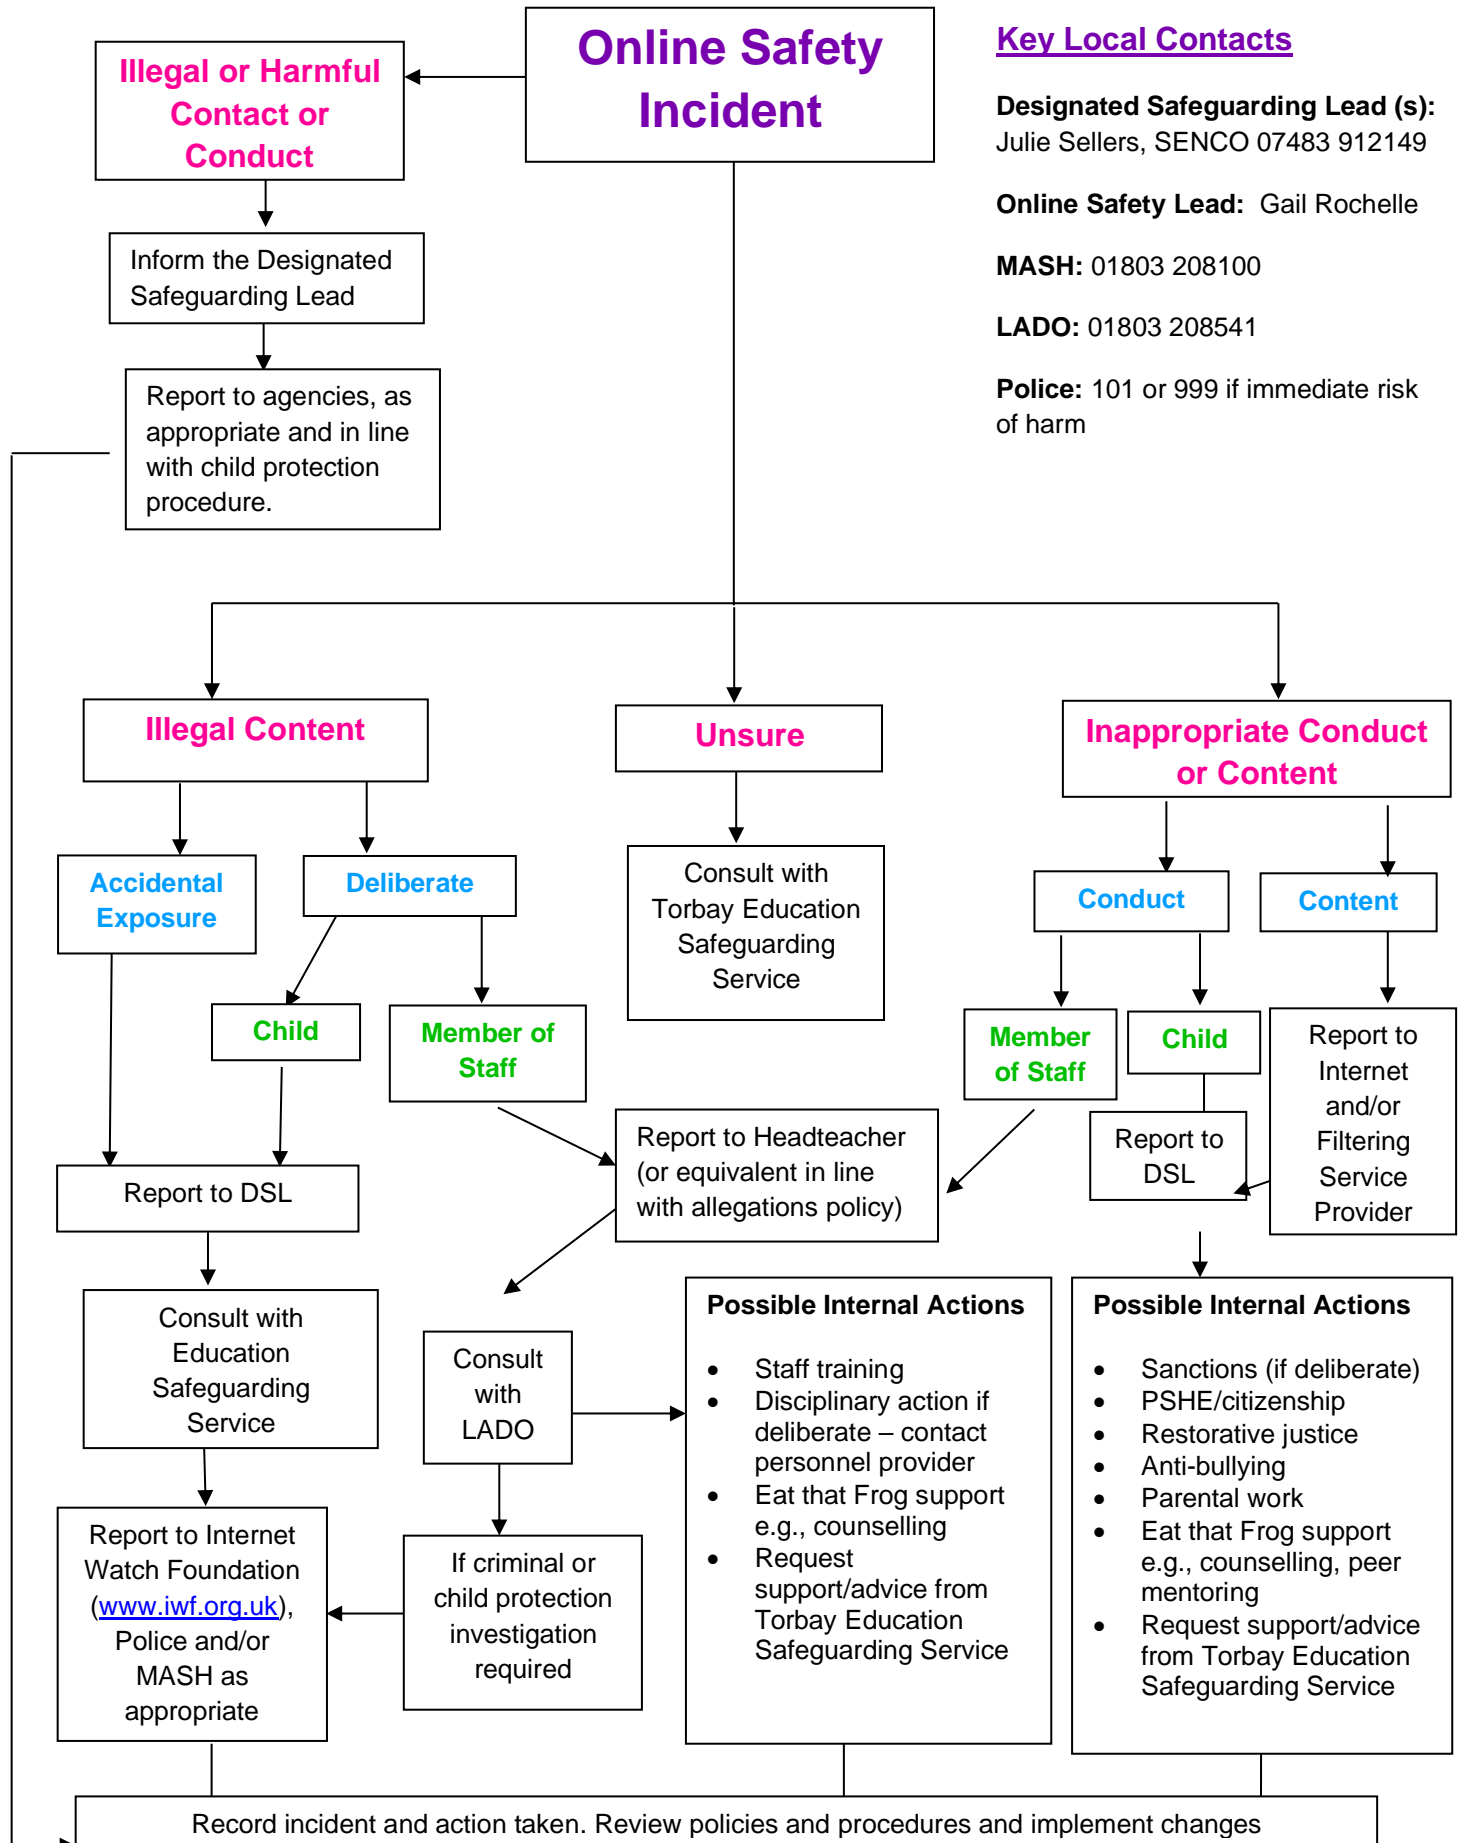 Online Safety
Incident
Key Local Contacts
Designated Safeguarding Lead (s):
Julie Sellers, SENCO 07483 912149
Online Safety Lead: Gail Rochelle
MASH: 01803 208100
LADO: 01803 208541
Police: 101 or 999 if immediate risk
of harm
Illegal or Harmful
Contact or
Conduct
Inform the Designated
Safeguarding Lead
Report to agencies, as
appropriate and in line
with child protection
procedure.
Illegal Content
Unsure
Inappropriate Conduct
or Content
Accidental
Exposure
Deliberate
Consult with
Torbay Education
Safeguarding
Service
Conduct
Content
Child
Member of
Staff
Member
of Staff
Child
Report to
Internet
and/or
Filtering
Service
Provider
Report to Headteacher
(or equivalent in line
with allegations policy)
Report to
DSL
Report to DSL
Consult with
Education
Safeguarding
Service
Consult
with
LADO
Possible Internal Actions
• Staff training
• Disciplinary action if
deliberate – contact
personnel provider
• Eat that Frog support
e.g., counselling
• Request
support/advice from
Torbay Education
Safeguarding Service
Possible Internal Actions
• Sanctions (if deliberate)
• PSHE/citizenship
• Restorative justice
• Anti-bullying
• Parental work
• Eat that Frog support
e.g., counselling, peer
mentoring
• Request support/advice
from Torbay Education
Safeguarding Service
Report to Internet
Watch Foundation
(www.iwf.org.uk),
Police and/or
MASH as
appropriate
If criminal or
child protection
investigation
required
Record incident and action taken. Review policies and procedures and implement changes